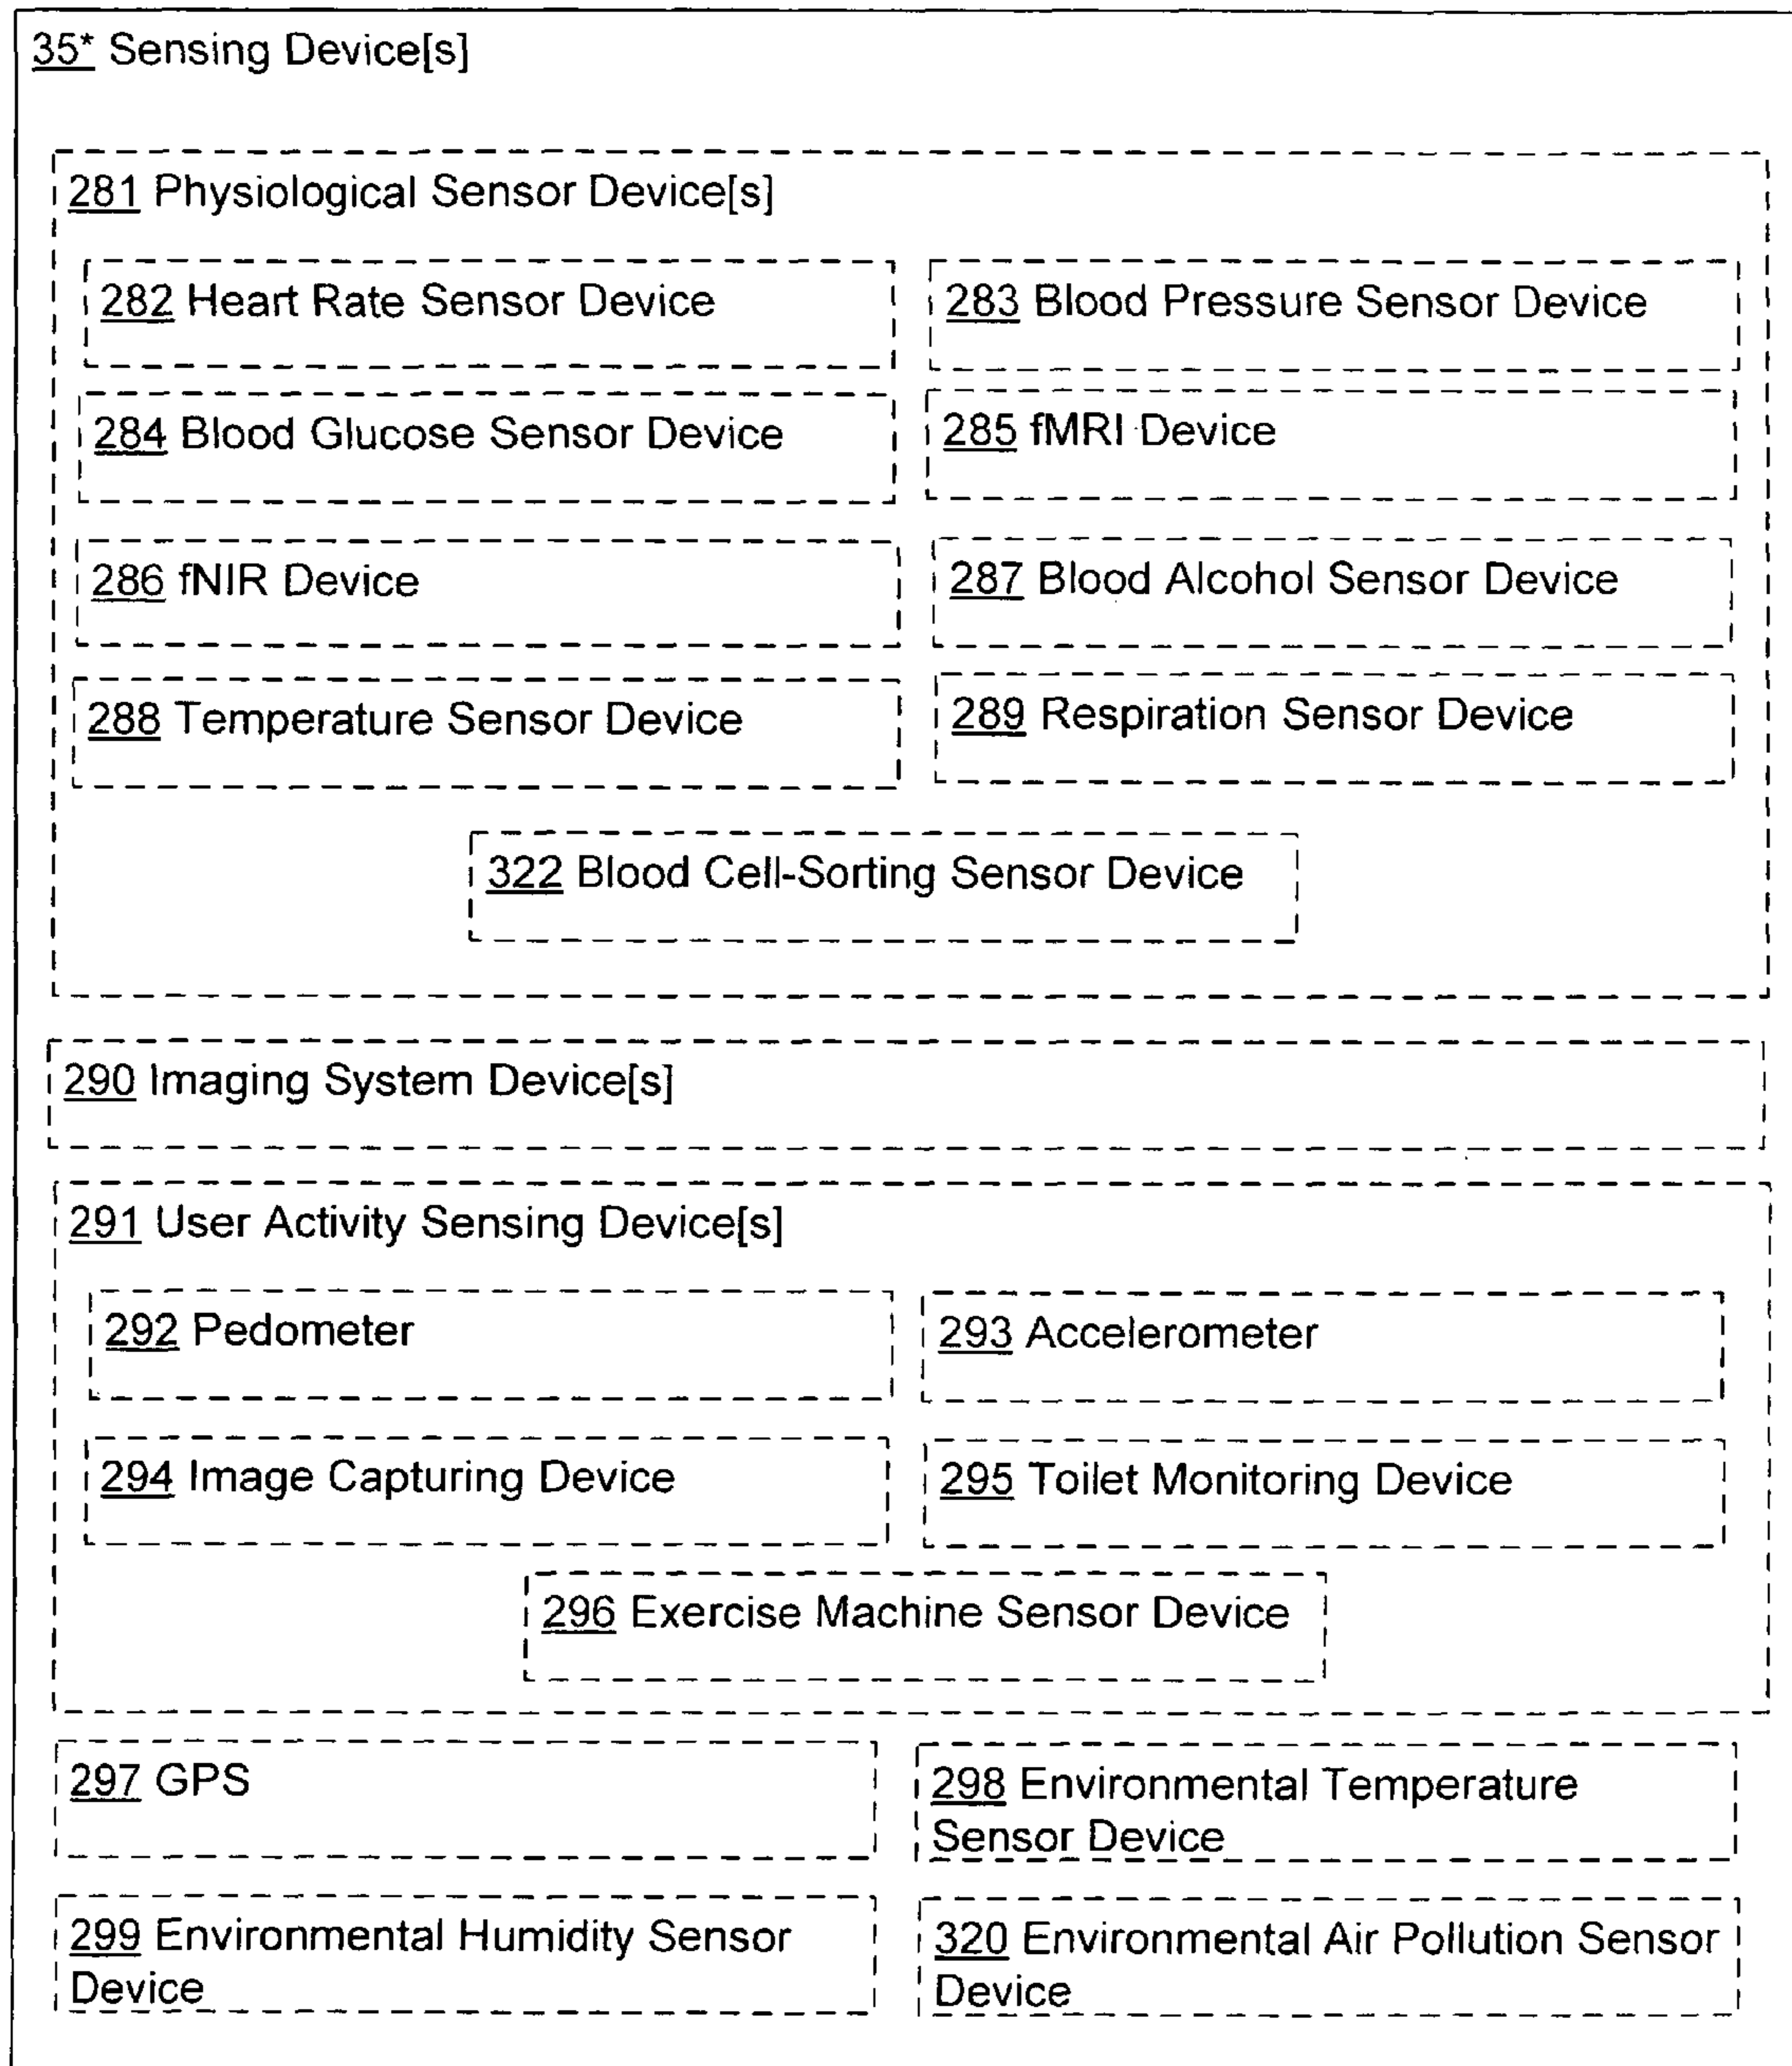 35* Sensing Device[s]
281 Physiological Sensor Device[s]
282 Heart Rate Sensor Device
283 Blood Pressure Sensor Device
284 Blood Glucose Sensor Device
285 fMRI Device
286 fNIR Device
287 Blood Alcohol Sensor Device
288 Temperature Sensor Device
289 Respiration Sensor Device
322 Blood Cell-Sorting Sensor Device
290 Imaging System Device[s]
291 User Activity Sensing Device[s]
292 Pedometer
293 Accelerometer
294 Image Capturing Device
295 Toilet Monitoring Device
296 Exercise Machine Sensor Device
297 GPS
298 Environmental Temperature
Sensor Device
299 Environmental Humidity Sensor
Device
320 Environmental Air Pollution Sensor
Device